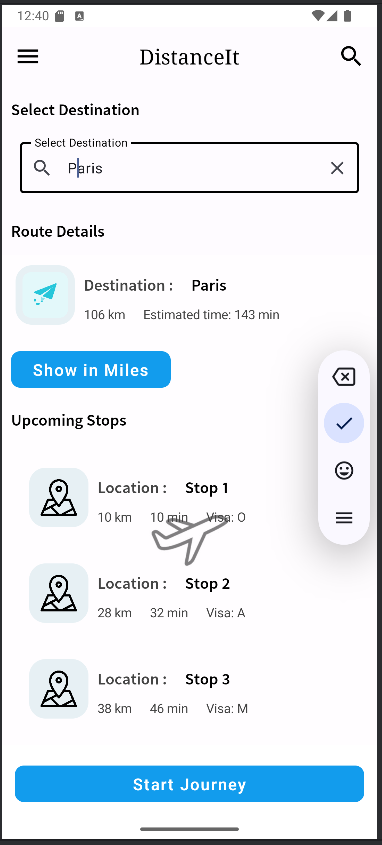 12:40
DistanceIt
Select Destination
Select Destination
Paris
Route Details
Destination : Paris
106 km Estimated time: 143 min
Show in Miles
Upcoming Stops
Location : Stop 1
10 km 10 min Visa: O
Location : Stop 2
28 km 32 min Visa: A
Location : Stop 3
38 km 46 min Visa: M
Start Journey